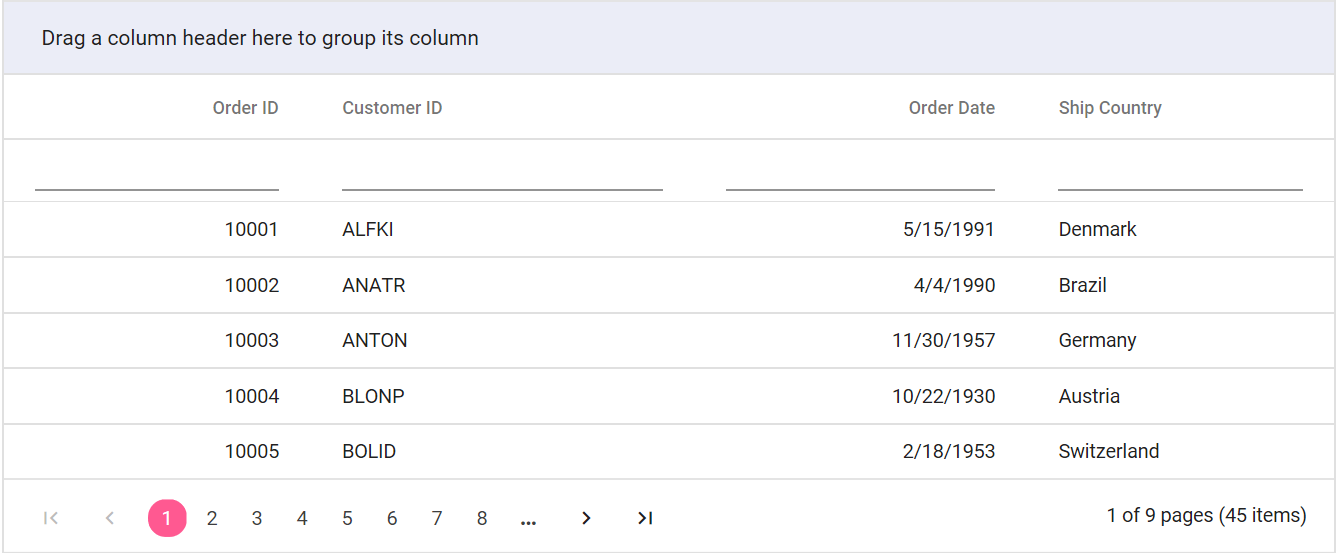 Drag a column header here to group its column
Order ID Customer ID Order Date Ship Country
10001 ALFKI 5/15/1991 Denmark
10002 ANATR 4/4/1990 Brazil
10003 ANTON 11/30/1957 Germany
10004 BLONP 10/22/1930 Austria
10005 BOLID 2/18/1953 Switzerland
1 2 3 4 5 6 7 8 ... 1 of 9 pages (45 items)